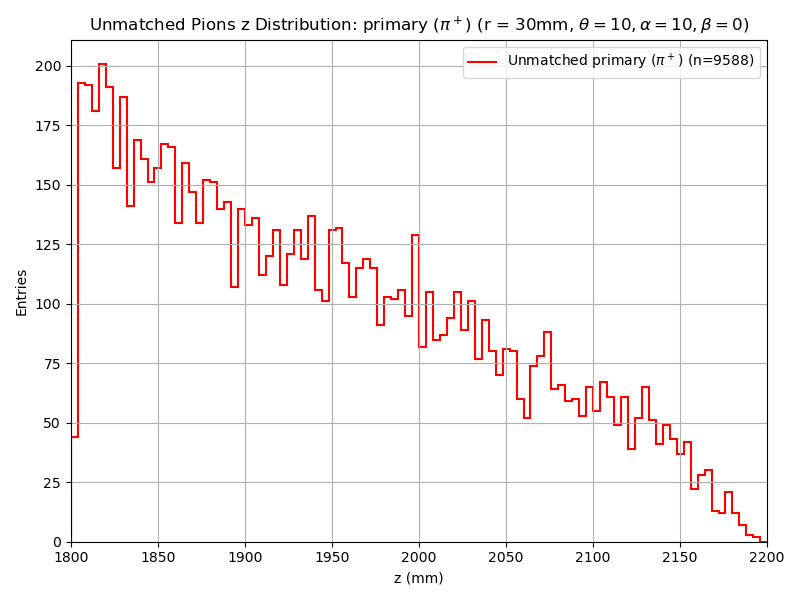 Unmatched Pions z Distribution: primary (π⁺) (r = 30mm, θ = 10, α = 10, β = 0)
Unmatched primary (π⁺) (n=9588)
200
175
150
125
100
75
50
25
0
Entries
1800 1850 1900 1950 2000 2050 2100 2150 2200
z (mm)